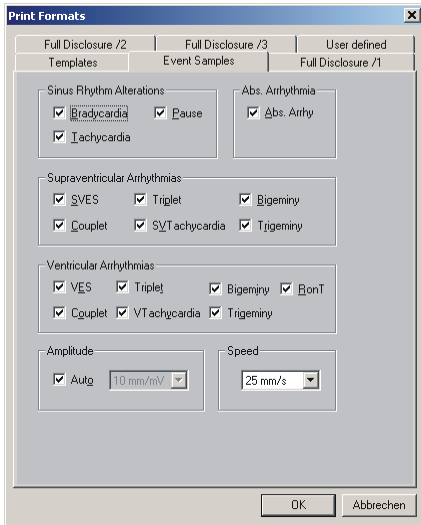 Print Formats
Full Disclosure /2 Full Disclosure /3 User defined
Templates Event Samples Full Disclosure /1
Sinus Rhythm Alterations Abs. Arrhythmia
Bradycardia Pause Abs. Arrhy
Tachycardia
Supraventricular Arrhythmias
SVES Triplet Bigeminy
Couplet SVTachycardia Trigeminy
Ventricular Arrhythmias
VES Triplet Bigeminy RonT
Couplet VTachycardia Trigeminy
Amplitude Speed
Auto 10 mm/mV 25 mm/s
OK Abbrechen